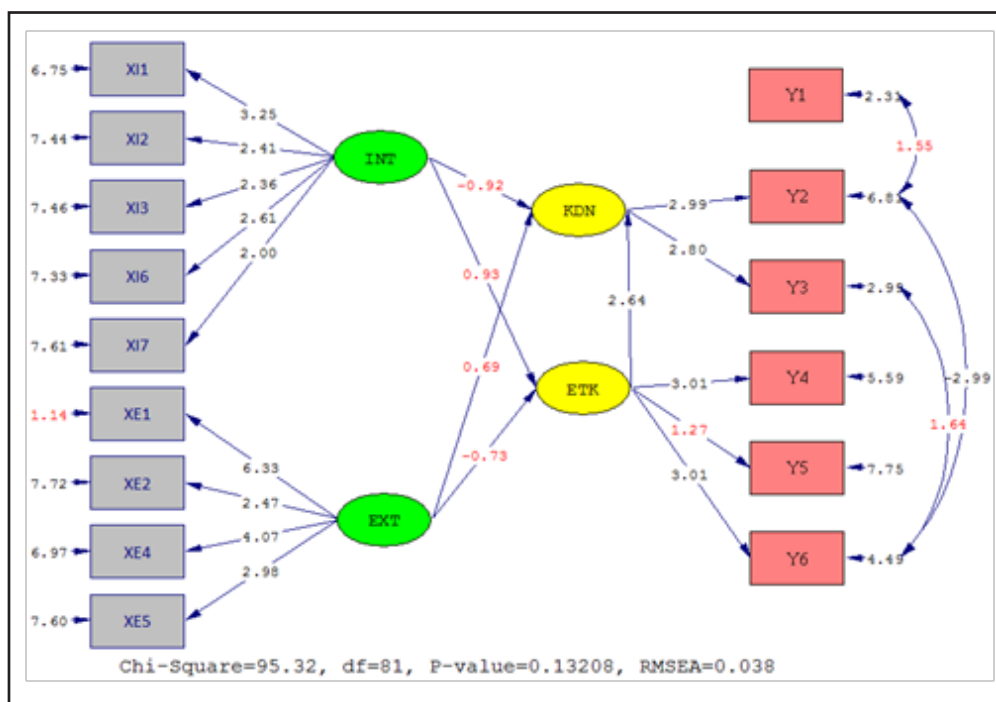 6.75
XI1
7.44
XI2
7.46
XI3
7.33
XI6
7.61
XI7
1.14
XE1
7.72
XE2
6.97
XE4
7.60
XE5
3.25
2.41
2.36
2.61
2.00
6.33
2.47
4.07
2.98
INT
EXT
-0.92
0.93
0.69
-0.73
KDN
ETK
2.64
2.99
2.80
3.01
1.27
3.01
Y1
2.31
Y2
Y3
2.99
Y4
5.59
Y5
7.75
Y6
4.49
1.55
-2.99
1.64
Chi-Square=95.32, df=81, P-value=0.13208, RMSEA=0.038